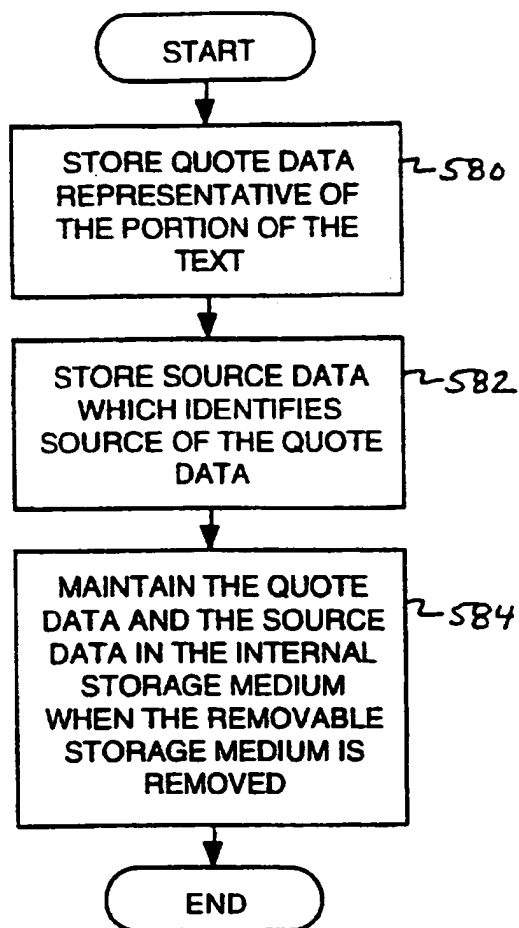 START
STORE QUOTE DATA
580
REPRESENTATIVE OF
THE PORTION OF THE
TEXT
STORE SOURCE DATA
582
WHICH IDENTIFIES
SOURCE OF THE QUOTE
DATA
MAINTAIN THE QUOTE
DATA AND THE SOURCE
584
DATA IN THE INTERNAL
STORAGE MEDIUM
WHEN THE REMOVABLE
STORAGE MEDIUM IS
REMOVED
END